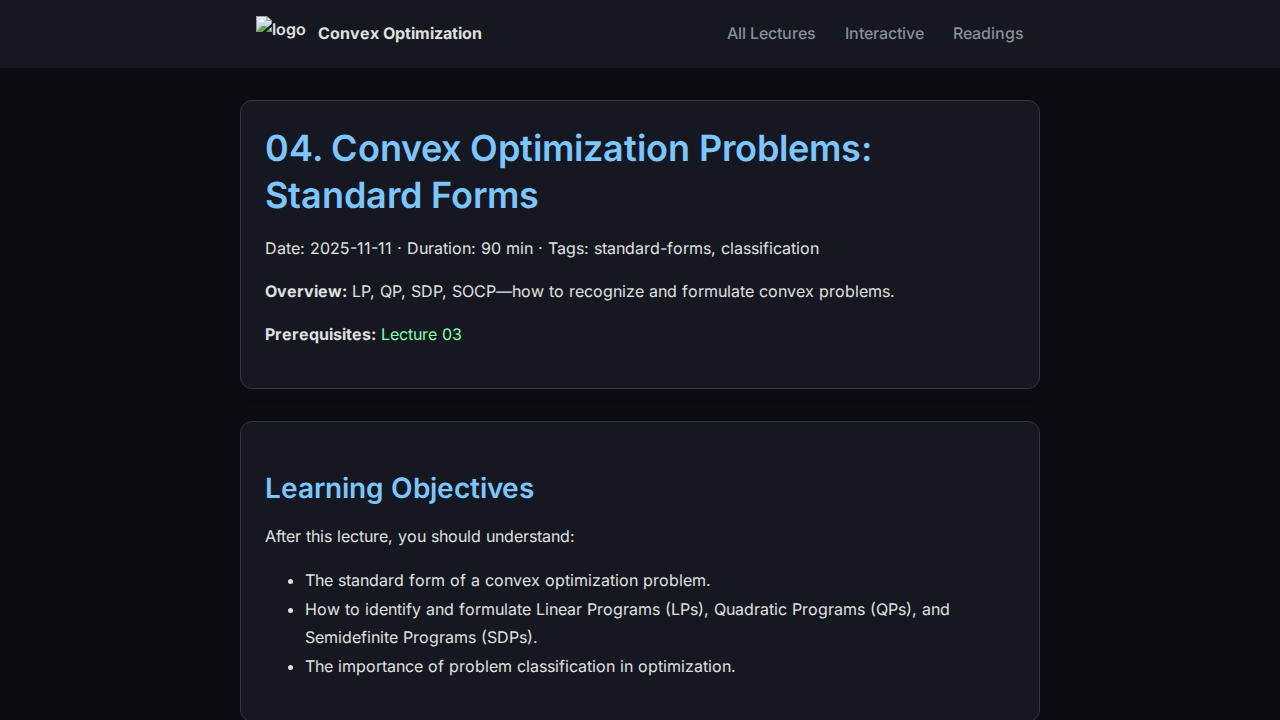 logo
Convex Optimization
All Lectures
Interactive
Readings
04. Convex Optimization Problems:
Standard Forms
Date: 2025-11-11 · Duration: 90 min · Tags: standard-forms, classification
Overview: LP, QP, SDP, SOCP—how to recognize and formulate convex problems.
Prerequisites: Lecture 03
Learning Objectives
After this lecture, you should understand:
• The standard form of a convex optimization problem.
• How to identify and formulate Linear Programs (LPs), Quadratic Programs (QPs), and
Semidefinite Programs (SDPs).
• The importance of problem classification in optimization.